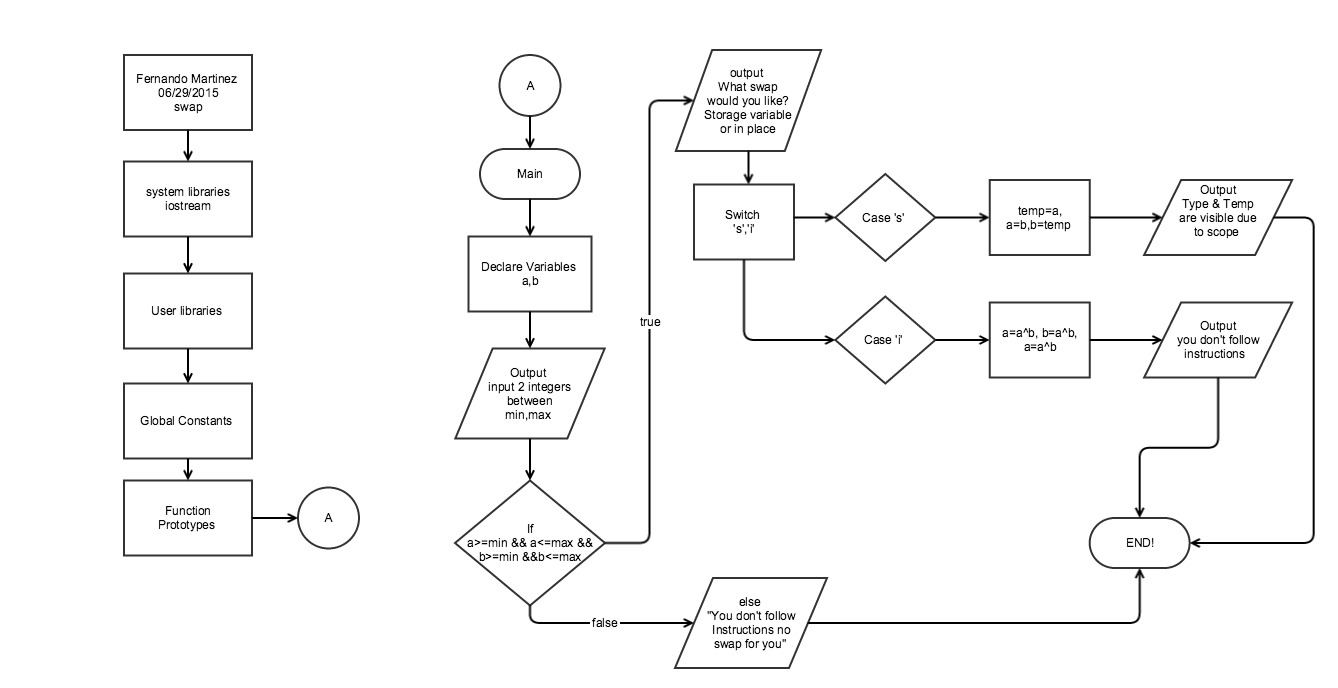 Fernando Martinez
06/29/2015
swap
system libraries
iostream
User libraries
Global Constants
Function
Prototypes
A
A
Main
Declare Variables
a,b
Output
input 2 integers
between
min,max
If
a>=min && a<=max &&
b>=min &&b<=max
true
false
output
What swap
would you like?
Storage variable
or in place
Switch
's','i'
Case 's'
temp=a,
a=b,b=temp
Output
Type & Temp
are visible due
to scope
Case 'i'
a=a^b, b=a^b,
a=a^b
Output
you don't follow
instructions
else
"You don't follow
Instructions no
swap for you"
END!